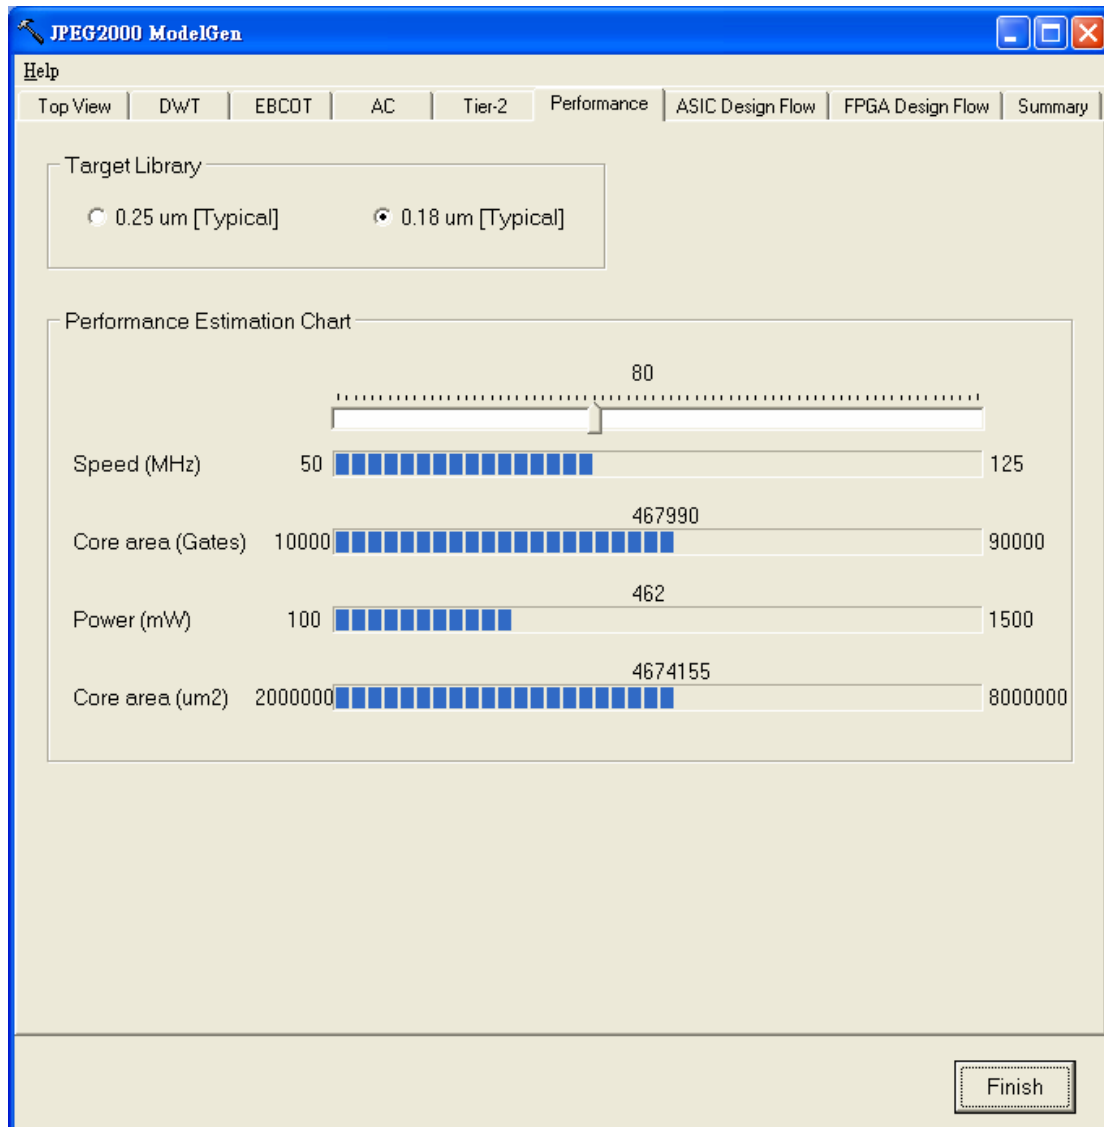 JPEG2000 ModelGen
Help
Top View DWT EBCOT AC Tier-2 Performance ASIC Design Flow FPGA Design Flow Summary
Target Library
0.25 um [Typical] 0.18 um [Typical]
Performance Estimation Chart
80
Speed (MHz) 50 125
467990
Core area (Gates) 10000 90000
462
Power (mW) 100 1500
4674155
Core area (um2) 2000000 8000000
Finish